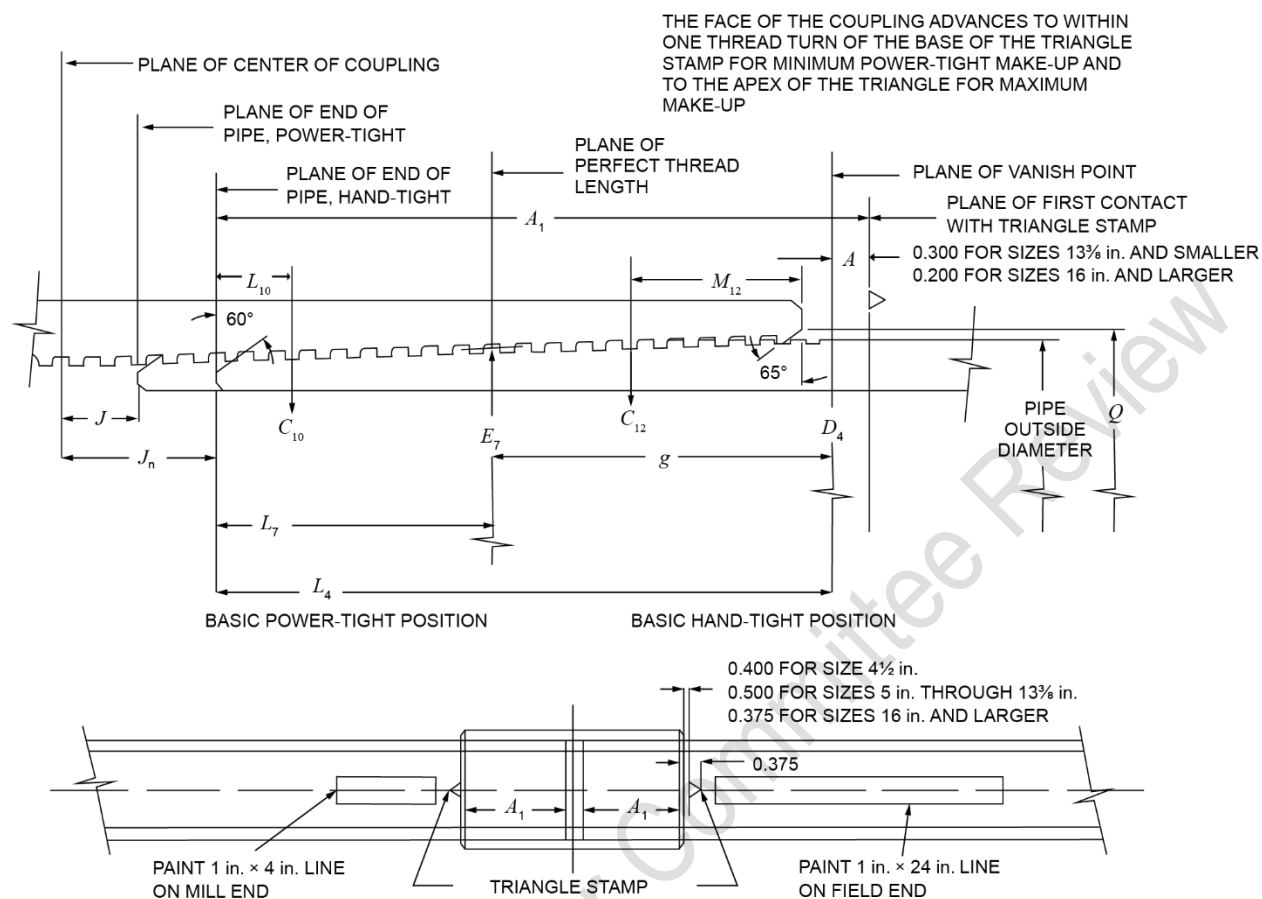 THE FACE OF THE COUPLING ADVANCES TO WITHIN
ONE THREAD TURN OF THE BASE OF THE TRIANGLE
STAMP FOR MINIMUM POWER-TIGHT MAKE-UP AND
TO THE APEX OF THE TRIANGLE FOR MAXIMUM
MAKE-UP
PLANE OF CENTER OF COUPLING
PLANE OF END OF
PIPE, POWER-TIGHT
PLANE OF END OF
PIPE, HAND-TIGHT
PLANE OF
PERFECT THREAD
LENGTH
PLANE OF VANISH POINT
PLANE OF FIRST CONTACT
WITH TRIANGLE STAMP
A₁
A
0.300 FOR SIZES 13⅜ in. AND SMALLER
0.200 FOR SIZES 16 in. AND LARGER
L₁₀
M₁₂
60°
65°
J
C₁₀
E₇
C₁₂
D₄
PIPE
OUTSIDE
DIAMETER
Q
Jₙ
g
L₇
L₄
BASIC POWER-TIGHT POSITION
BASIC HAND-TIGHT POSITION
0.400 FOR SIZE 4½ in.
0.500 FOR SIZES 5 in. THROUGH 13⅜ in.
0.375 FOR SIZES 16 in. AND LARGER
0.375
A₁
A₁
PAINT 1 in. × 4 in. LINE
ON MILL END
TRIANGLE STAMP
PAINT 1 in. × 24 in. LINE
ON FIELD END
Committee Review